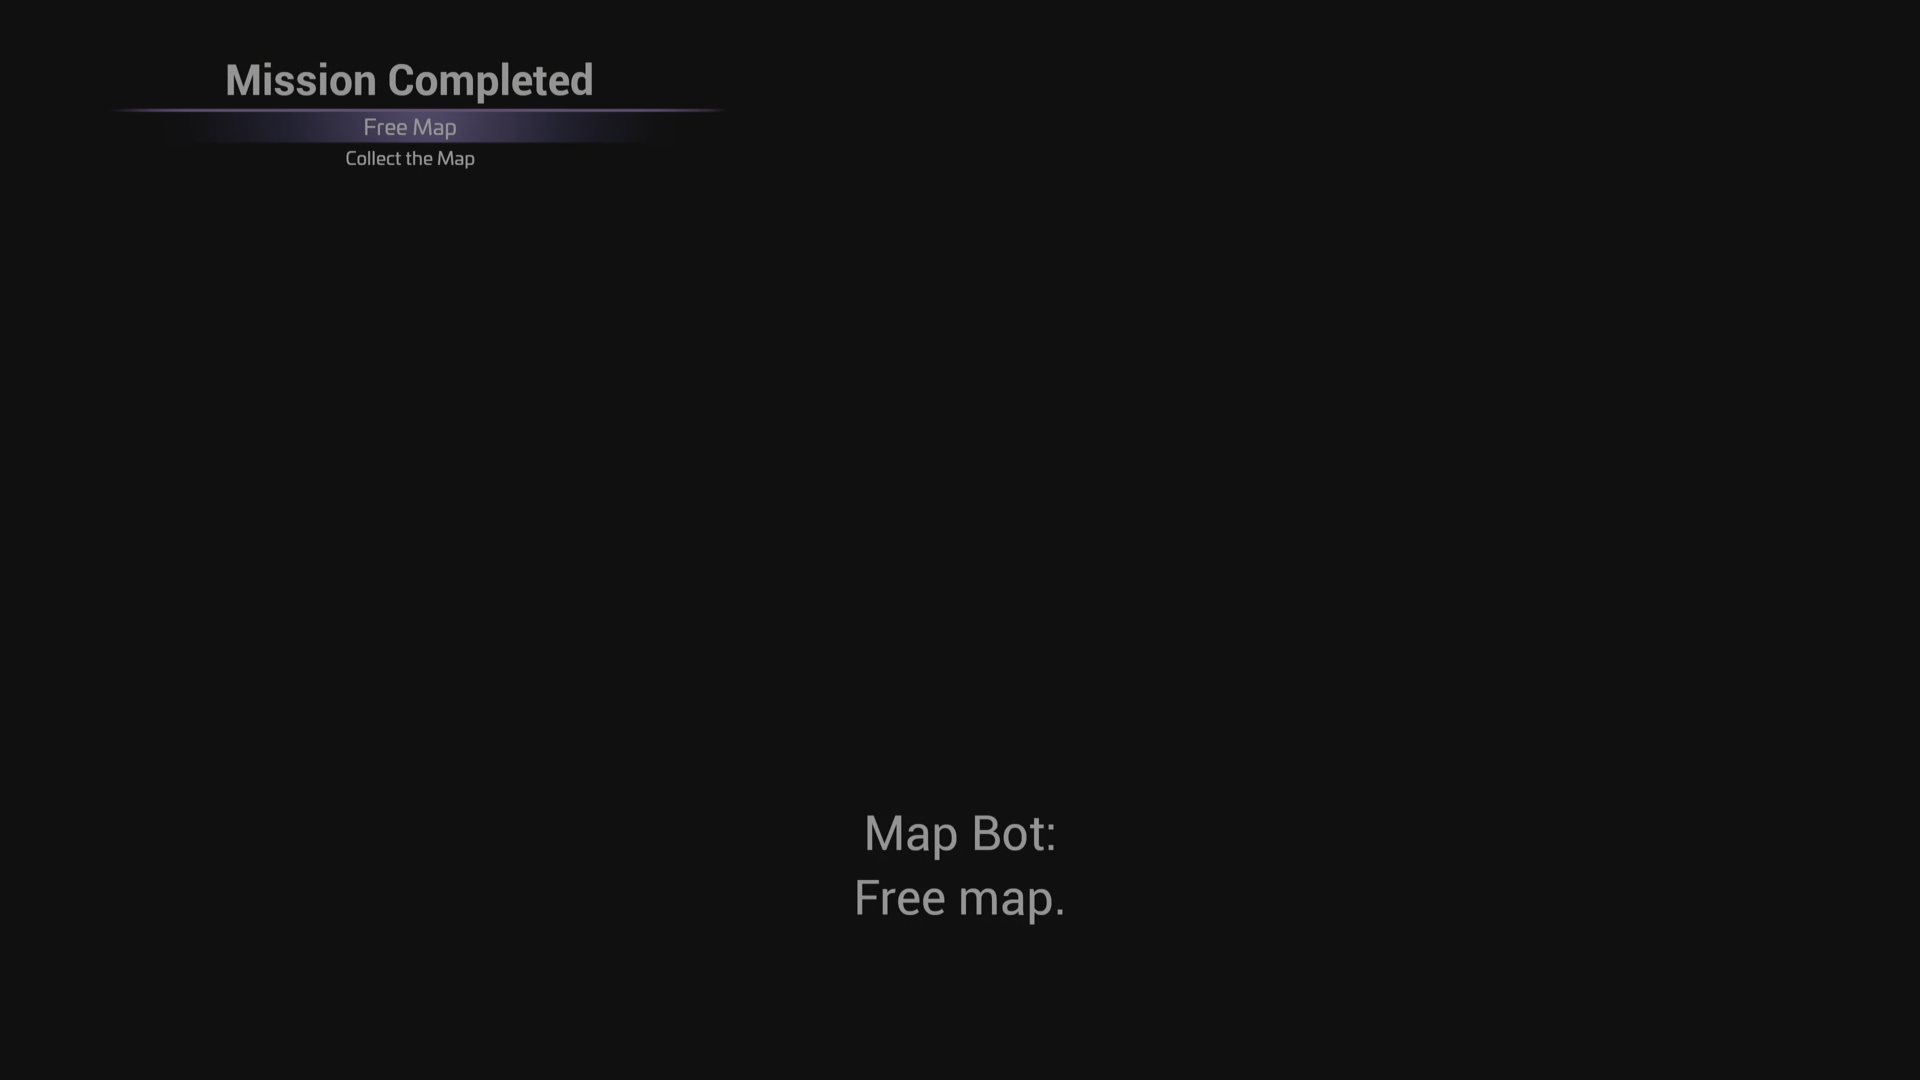 Mission Completed
Free Map
Collect the Map
Map Bot:
Free map.